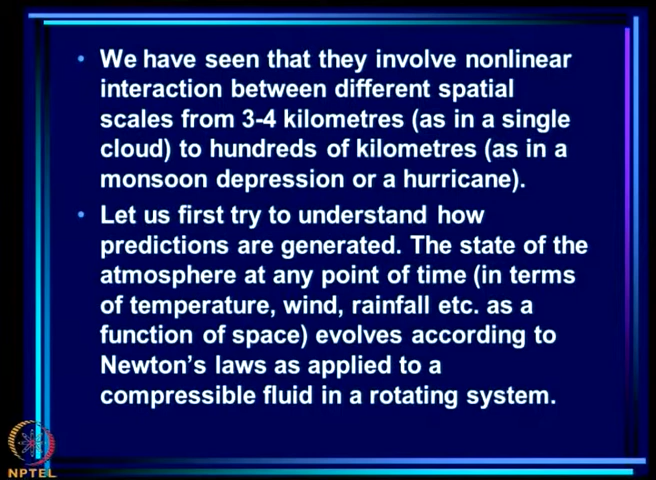 • We have seen that they involve nonlinear
interaction between different spatial
scales from 3-4 kilometres (as in a single
cloud) to hundreds of kilometres (as in a
monsoon depression or a hurricane).
• Let us first try to understand how
predictions are generated. The state of the
atmosphere at any point of time (in terms
of temperature, wind, rainfall etc. as a
function of space) evolves according to
Newton's laws as applied to a
compressible fluid in a rotating system.
NPTEL